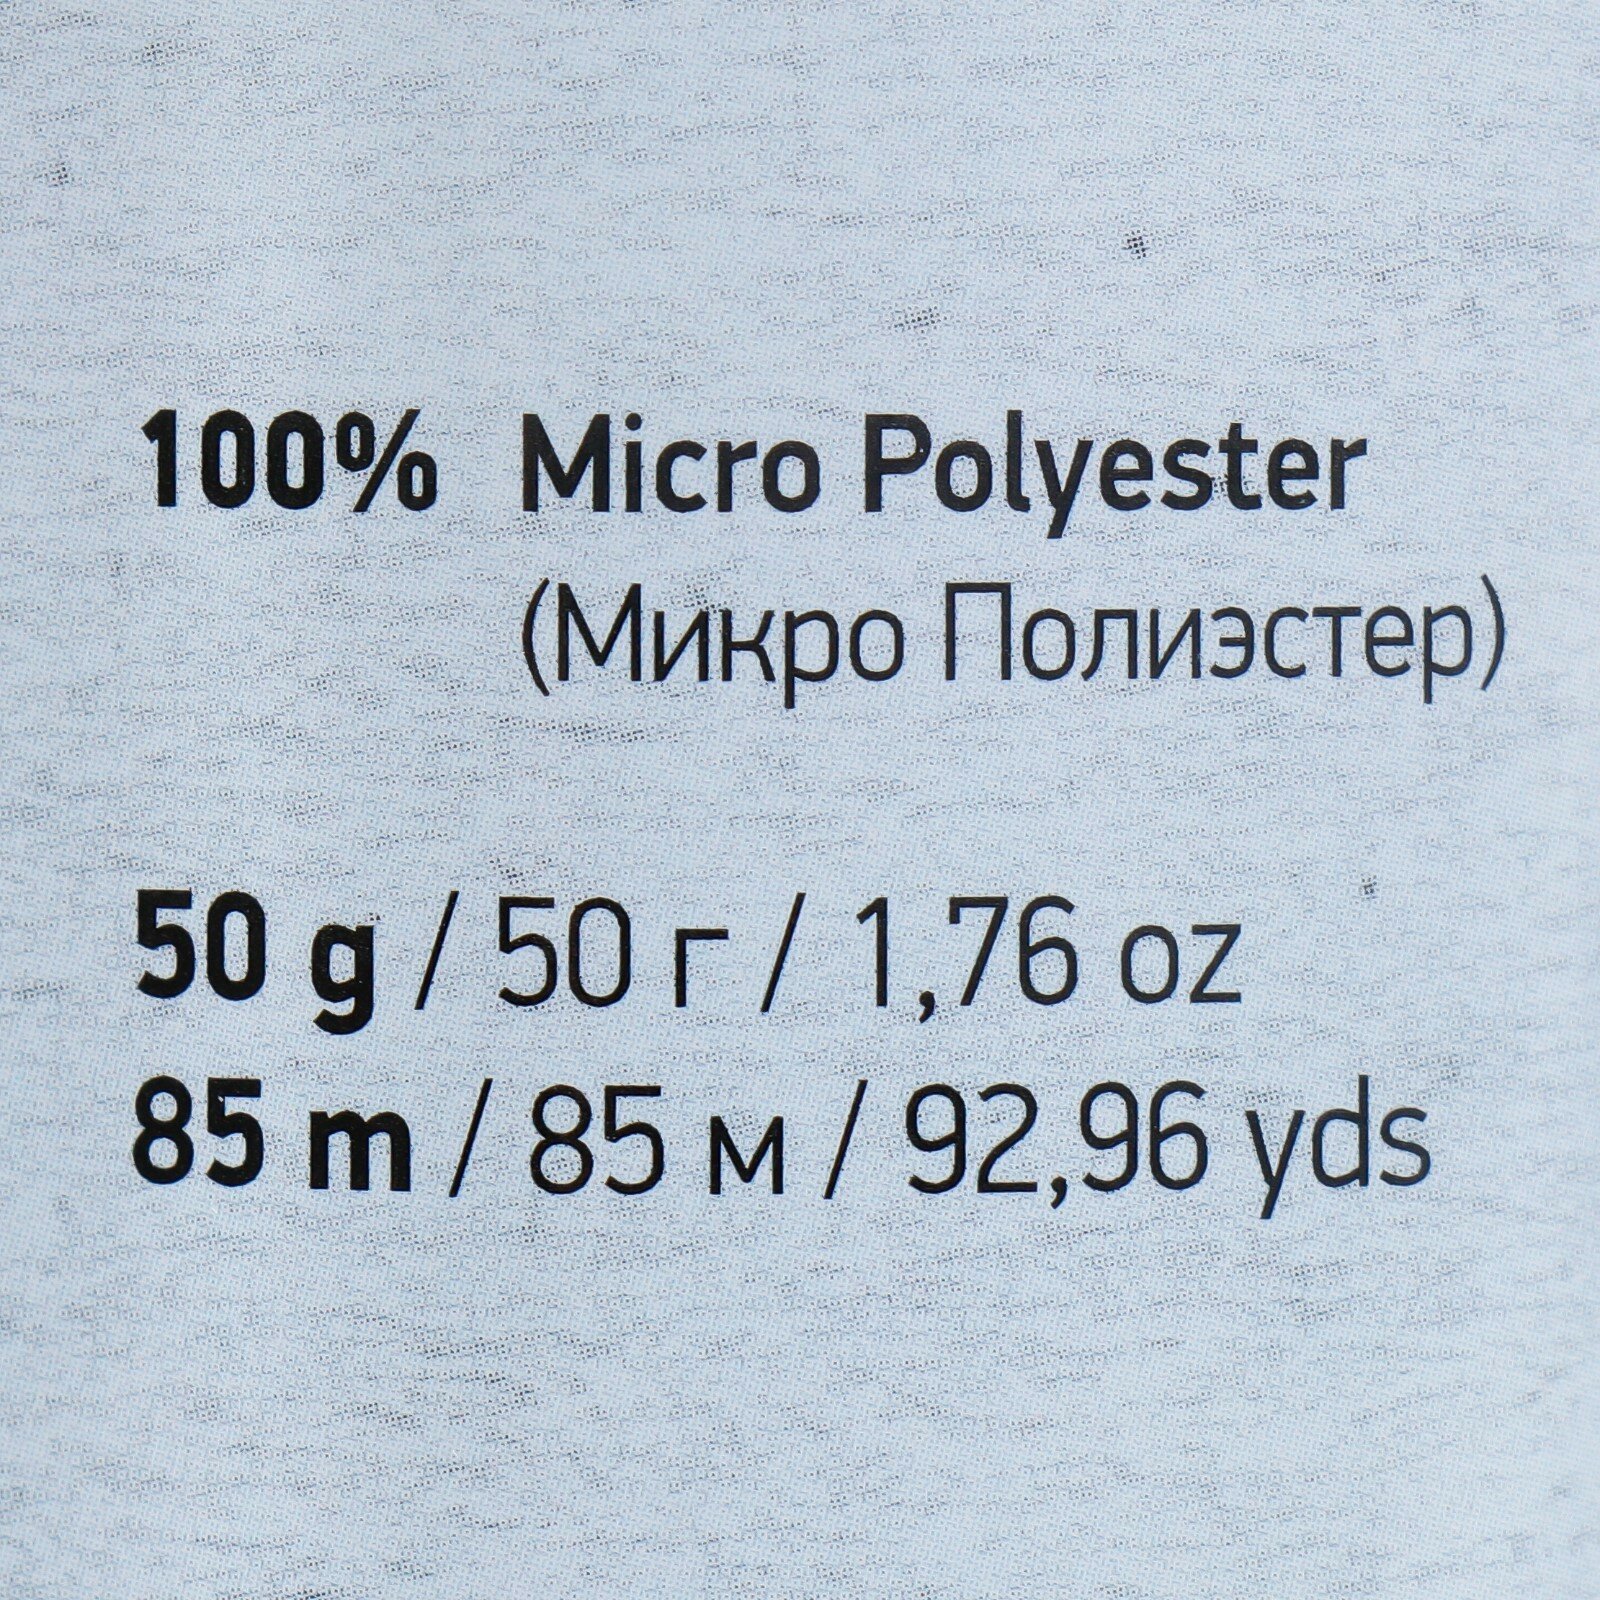 100% Micro Polyester
(Микро Полиэстер)
50 g / 50 г / 1,76 oz
85 m / 85 м / 92,96 yds